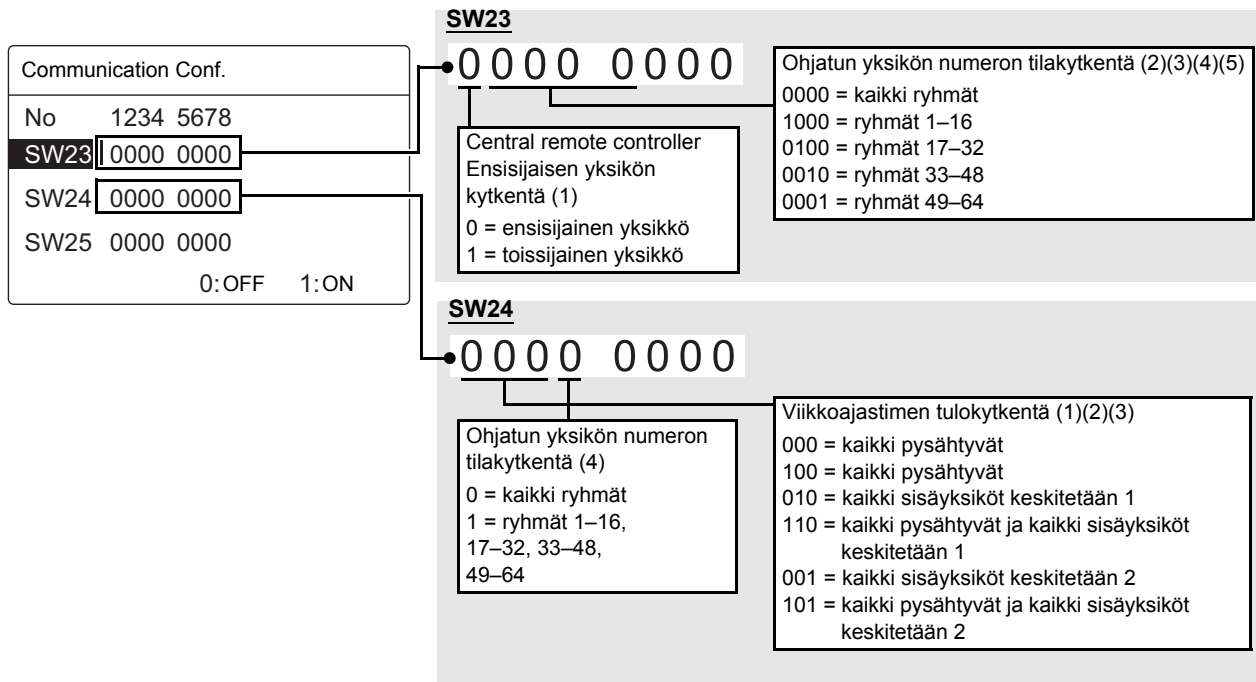 Communication Conf.
No 1234 5678
SW23 0000 0000
SW24 0000 0000
SW25 0000 0000
0:OFF 1:ON
SW23
0000 0000
Central remote controller
Ensisijaisen yksikön
kytkentä (1)
0 = ensisijainen yksikkö
1 = toissijainen yksikkö
Ohjatun yksikön numeron tilakytkentä (2)(3)(4)(5)
0000 = kaikki ryhmät
1000 = ryhmät 1–16
0100 = ryhmät 17–32
0010 = ryhmät 33–48
0001 = ryhmät 49–64
SW24
0000 0000
Ohjatun yksikön numeron
tilakytkentä (4)
0 = kaikki ryhmät
1 = ryhmät 1–16,
17–32, 33–48,
49–64
Viikkoajastimen tulokytkentä (1)(2)(3)
000 = kaikki pysähtyvät
100 = kaikki pysähtyvät
010 = kaikki sisäyksiköt keskitetään 1
110 = kaikki pysähtyvät ja kaikki sisäyksiköt
keskitetään 1
001 = kaikki sisäyksiköt keskitetään 2
101 = kaikki pysähtyvät ja kaikki sisäyksiköt
keskitetään 2